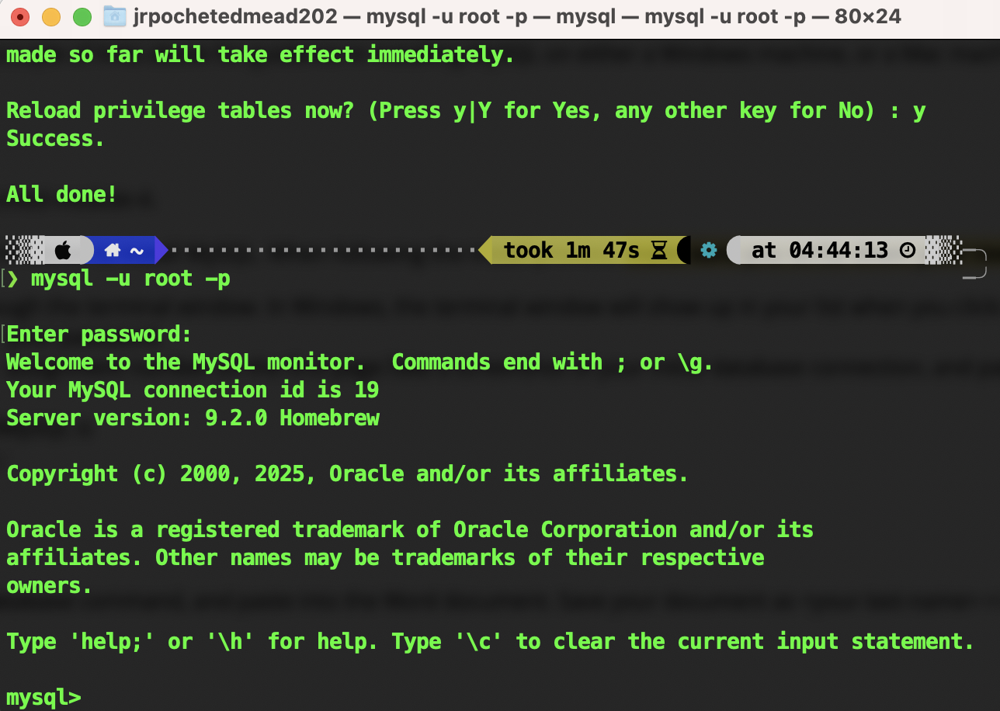 jrpochetedmead202 — mysql -u root -p — mysql — mysql -u root -p — 80×24
made so far will take effect immediately.
Reload privilege tables now? (Press y|Y for Yes, any other key for No) : y
Success.
All done!
~ took 1m 47s at 04:44:13
❯ mysql -u root -p
Enter password:
Welcome to the MySQL monitor.  Commands end with ; or \g.
Your MySQL connection id is 19
Server version: 9.2.0 Homebrew
Copyright (c) 2000, 2025, Oracle and/or its affiliates.
Oracle is a registered trademark of Oracle Corporation and/or its
affiliates. Other names may be trademarks of their respective
owners.
Type 'help;' or '\h' for help. Type '\c' to clear the current input statement.
mysql>